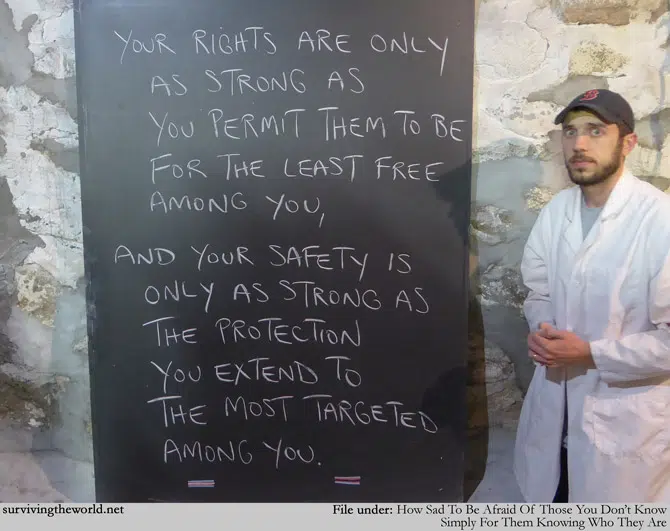 YOUR RIGHTS ARE ONLY
AS STRONG AS
YOU PERMIT THEM TO BE
FOR THE LEAST FREE
AMONG YOU,
AND YOUR SAFETY IS
ONLY AS STRONG AS
THE PROTECTION
YOU EXTEND TO
THE MOST TARGETED
AMONG YOU.
survivingtheworld.net
File under: How Sad To Be Afraid Of Those You Don't Know
Simply For Them Knowing Who They Are